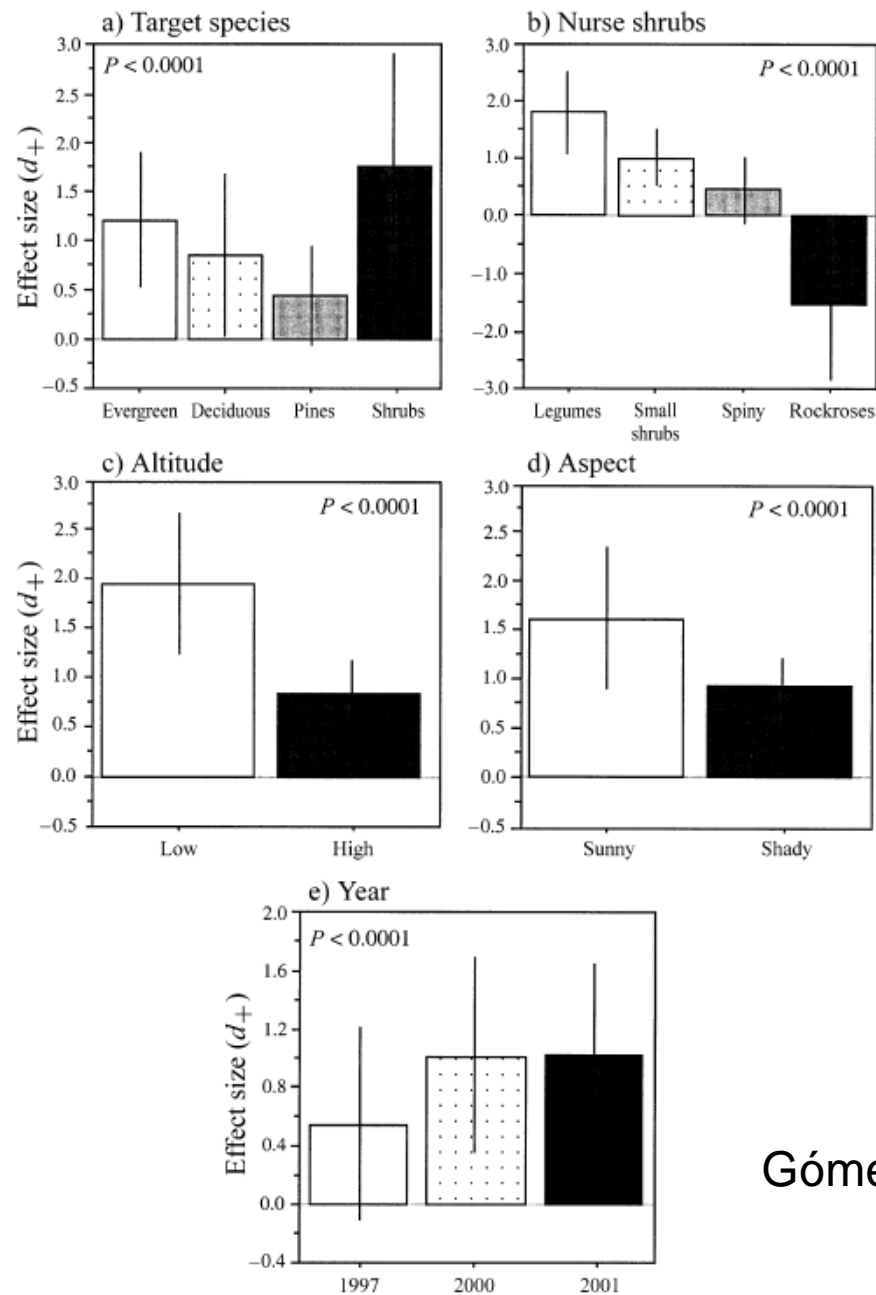 a) Target species
P < 0.0001
Effect size (d+)
3.0
2.5
2.0
1.5
1.0
0.5
0.0
−0.5
Evergreen Deciduous Pines Shrubs
b) Nurse shrubs
P < 0.0001
3.0
2.0
1.0
0.0
−1.0
−2.0
−3.0
Legumes Small shrubs Spiny Rockroses
c) Altitude
P < 0.0001
Effect size (d+)
3.0
2.5
2.0
1.5
1.0
0.5
0.0
−0.5
Low High
d) Aspect
P < 0.0001
3.0
2.5
2.0
1.5
1.0
0.5
0.0
−0.5
Sunny Shady
e) Year
P < 0.0001
Effect size (d+)
2.0
1.6
1.2
0.8
0.4
0.0
−0.4
1997 2000 2001
Góme